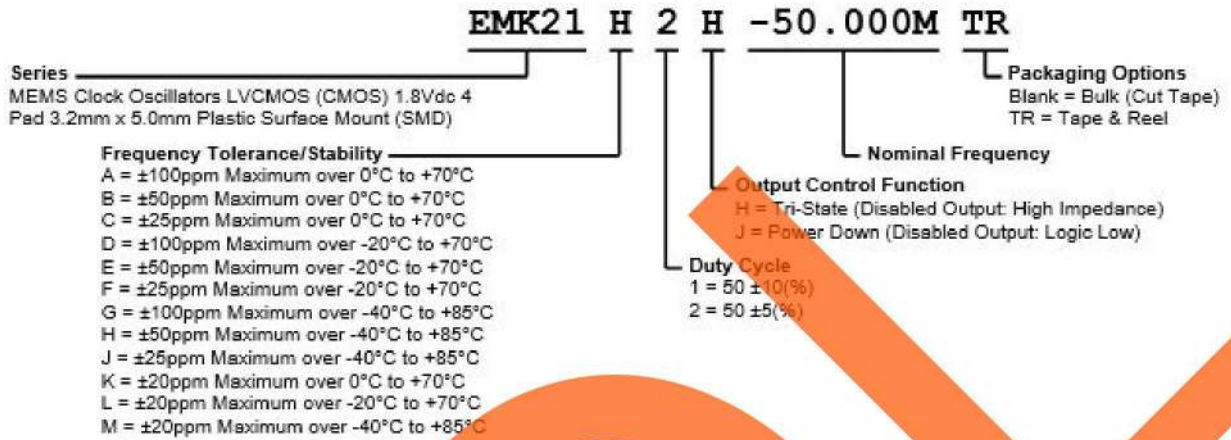 EMK21 H 2 H -50.000M TR
Series
MEMS Clock Oscillators LVCMOS (CMOS) 1.8Vdc 4
Pad 3.2mm x 5.0mm Plastic Surface Mount (SMD)
Packaging Options
Blank = Bulk (Cut Tape)
TR = Tape & Reel
Frequency Tolerance/Stability
A = ±100ppm Maximum over 0°C to +70°C
B = ±50ppm Maximum over 0°C to +70°C
C = ±25ppm Maximum over 0°C to +70°C
D = ±100ppm Maximum over -20°C to +70°C
E = ±50ppm Maximum over -20°C to +70°C
F = ±25ppm Maximum over -20°C to +70°C
G = ±100ppm Maximum over -40°C to +85°C
H = ±50ppm Maximum over -40°C to +85°C
J = ±25ppm Maximum over -40°C to +85°C
K = ±20ppm Maximum over 0°C to +70°C
L = ±20ppm Maximum over -20°C to +70°C
M = ±20ppm Maximum over -40°C to +85°C
Nominal Frequency
Output Control Function
H = Tri-State (Disabled Output: High Impedance)
J = Power Down (Disabled Output: Logic Low)
Duty Cycle
1 = 50 ±10(%)
2 = 50 ±5(%)